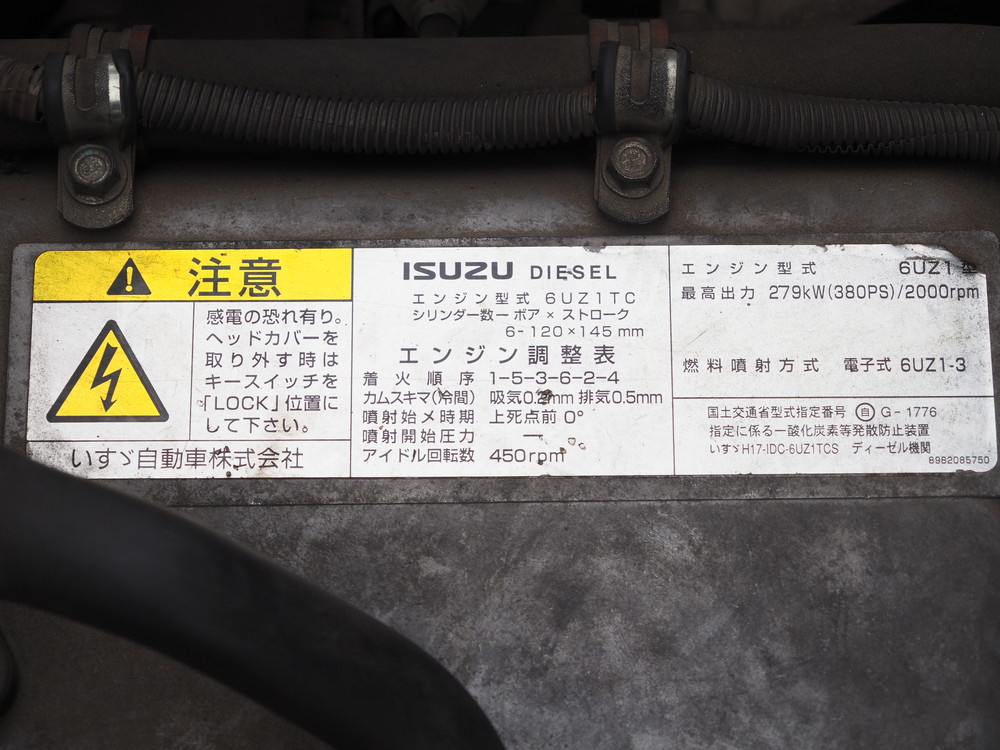 注意
感電の恐れ有り。
ヘッドカバーを
取り外す時は
キースイッチを
「LOCK」位置に
して下さい。
いすゞ自動車株式会社
ISUZU DIESEL
エンジン型式 6UZ1TC
シリンダー数－ボア×ストローク
6-120×145mm
エンジン調整表
着火順序 1-5-3-6-2-4
カムスキマ(冷間) 吸気0.2mm 排気0.5mm
噴射始メ時期 上死点前 0°
噴射開始圧力 —
アイドル回転数 450rpm
エンジン型式 6UZ1型
最高出力 279kW(380PS)/2000rpm
燃料噴射方式 電子式 6UZ1-3
国土交通省型式指定番号 自 G-1776
指定に係る一酸化炭素等発散防止装置
いすゞH17-IDC-6UZ1TCS ディーゼル機関
8982085750